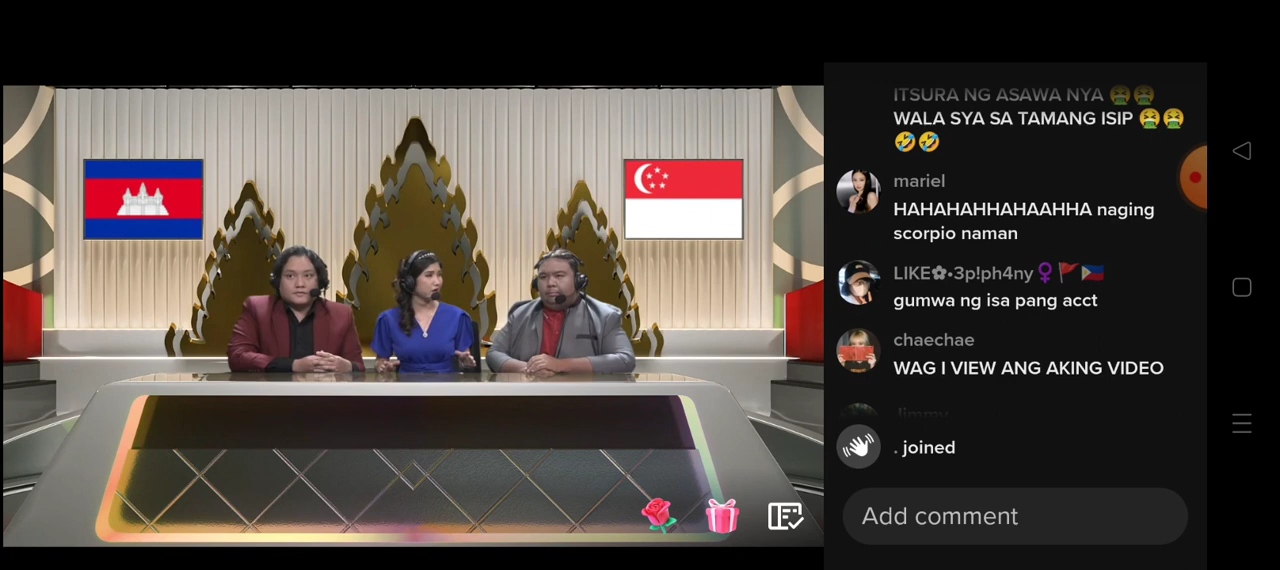 ITSURA NG ASAWA NYA 🤮🤮
WALA SYA SA TAMANG ISIP 🤮🤮
🤣🤣
mariel
HAHAHAHHAHAAHHA naging
scorpio naman
LIKE✿•3p!ph4ny♀️🚩🇵🇭
gumwa ng isa pang acct
chaechae
WAG I VIEW ANG AKING VIDEO
Jimmy
. joined
Add comment